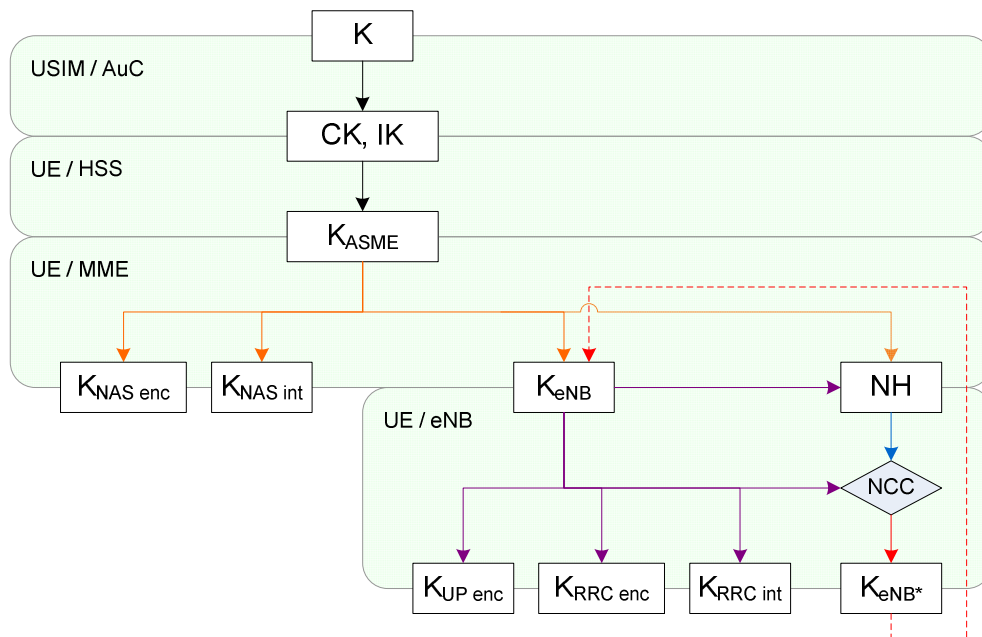 K
USIM / AuC
CK, IK
UE / HSS
KASME
UE / MME
KNAS enc
KNAS int
KeNB
NH
UE / eNB
NCC
KUP enc
KRRC enc
KRRC int
KeNB*